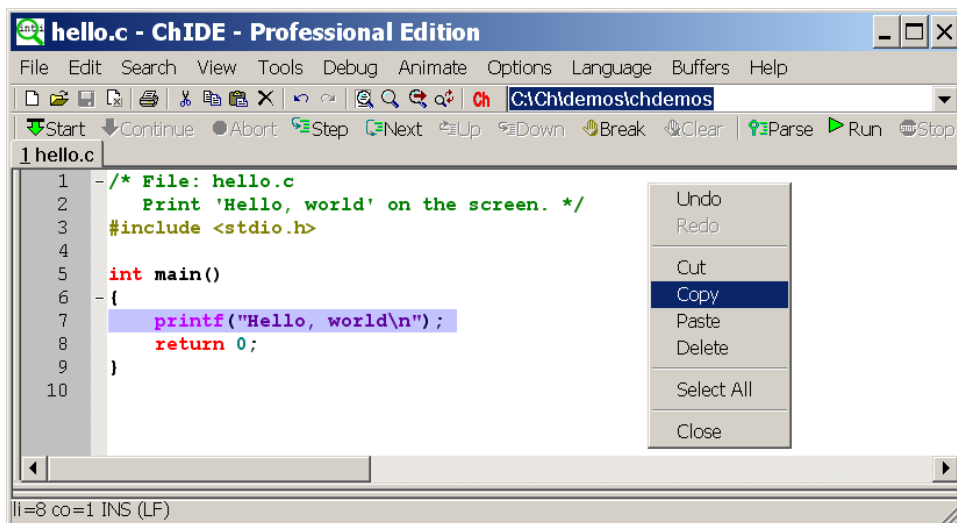 hello.c - ChIDE - Professional Edition
File Edit Search View Tools Debug Animate Options Language Buffers Help
Ch C:\Ch\demos\chdemos
Start Continue Abort Step Next Up Down Break Clear Parse Run Stop
1 hello.c
1 /* File: hello.c
2 Print 'Hello, world' on the screen. */
3 #include <stdio.h>
4
5 int main()
6 {
7 printf("Hello, world\n");
8 return 0;
9 }
10
Undo
Redo
Cut
Copy
Paste
Delete
Select All
Close
li=8 co=1 INS (LF)